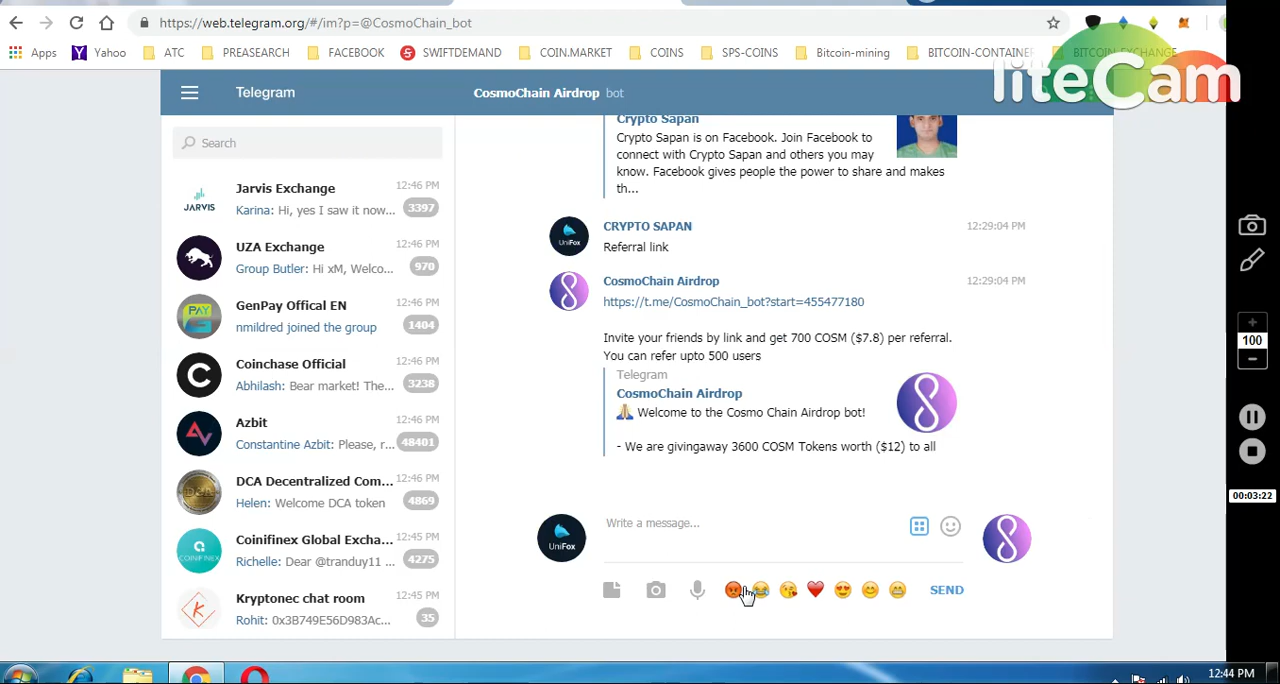 https://web.telegram.org/#/im?p=@CosmoChain_bot
Apps Yahoo ATC PREASEARCH FACEBOOK SWIFTDEMAND COIN.MARKET COINS SPS-COINS Bitcoin-mining BITCOIN-CONTAINER BITCOIN-EXCHANGE
liteCam
Telegram
CosmoChain Airdrop bot
Search
Jarvis Exchange 12:46 PM
JARVIS
Karina: Hi, yes I saw it now... 3397
UZA Exchange 12:46 PM
Group Butler: Hi xM, Welco... 970
GenPay Offical EN 12:46 PM
PAY
nmildred joined the group 1404
Coinchase Official 12:46 PM
Abhilash: Bear market! The... 3238
Azbit 12:46 PM
Constantine Azbit: Please, r... 48401
DCA Decentralized Com... 12:46 PM
DCA
Helen: Welcome DCA token 4869
Coinifinex Global Excha... 12:45 PM
COINIFINEX
Richelle: Dear @tranduy11 ... 4275
Kryptonec chat room 12:45 PM
Rohit: 0x3B749E56D983Ac... 35
Crypto Sapan
Crypto Sapan is on Facebook. Join Facebook to
connect with Crypto Sapan and others you may
know. Facebook gives people the power to share and makes
th...
CRYPTO SAPAN 12:29:04 PM
UniFox
Referral link
CosmoChain Airdrop 12:29:04 PM
https://t.me/CosmoChain_bot?start=455477180
Invite your friends by link and get 700 COSM ($7.8) per referral.
You can refer upto 500 users
Telegram
CosmoChain Airdrop
🙏 Welcome to the Cosmo Chain Airdrop bot!
- We are givingaway 3600 COSM Tokens worth ($12) to all
Write a message...
UniFox
SEND
100
00:03:22
12:44 PM